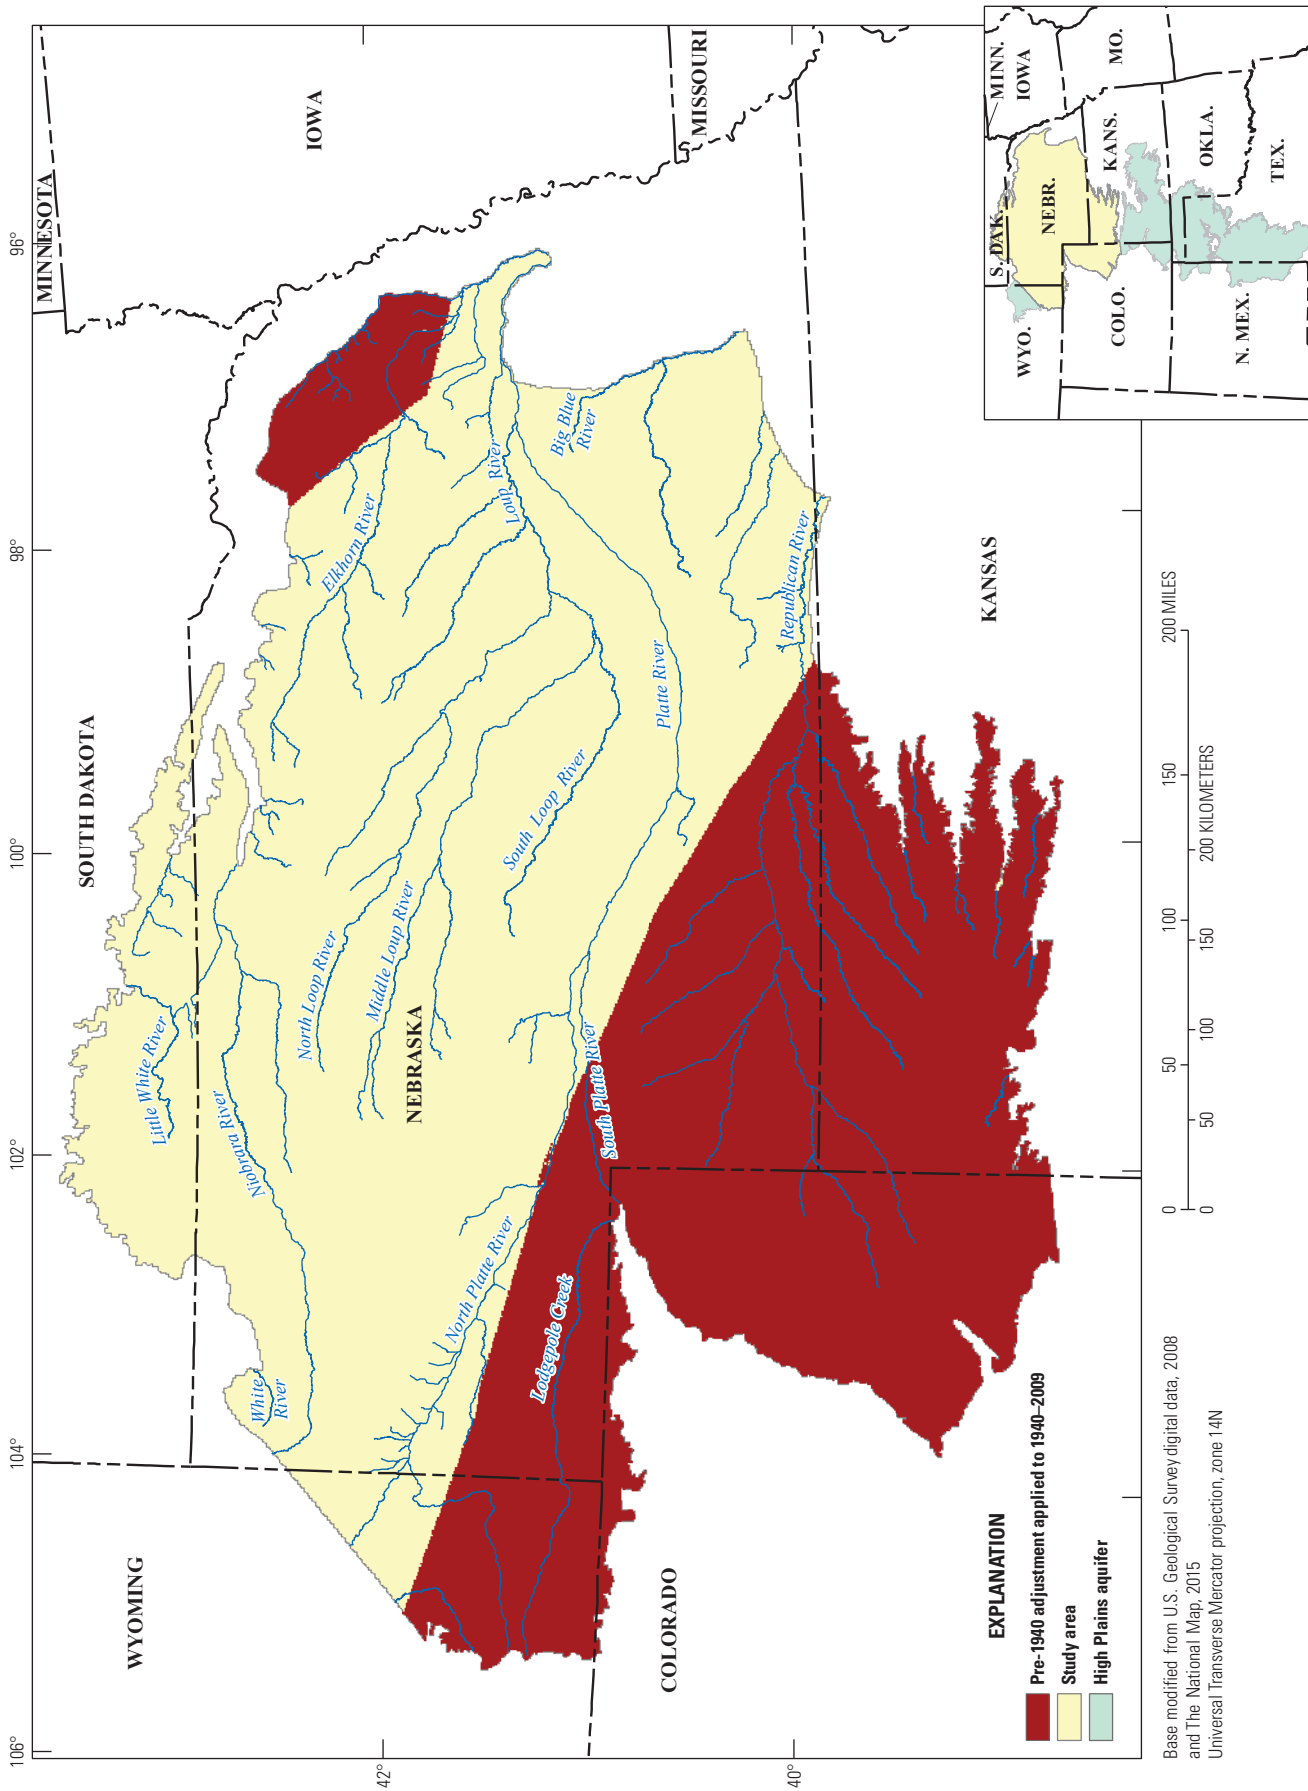 106°
104°
102°
100°
98°
96°
42°
40°
WYOMING
SOUTH DAKOTA
MINNESOTA
IOWA
MISSOURI
NEBRASKA
COLORADO
KANSAS
White
River
Little White River
Niobrara River
North Loop River
Middle Loup River
South Loop River
Elkhorn River
Loup River
Platte River
North Platte River
South Platte River
Lodgepole Creek
Big Blue
River
Republican River
EXPLANATION
Pre-1940 adjustment applied to 1940–2009
Study area
High Plains aquifer
Base modified from U.S. Geological Survey digital data, 2008
and The National Map, 2015
Universal Transverse Mercator projection, zone 14N
0 50 100 150 200 MILES
0 50 100 150 200 KILOMETERS
WYO.
S. DAK.
MINN.
IOWA
NEBR.
COLO.
KANS.
MO.
N. MEX.
OKLA.
TEX.